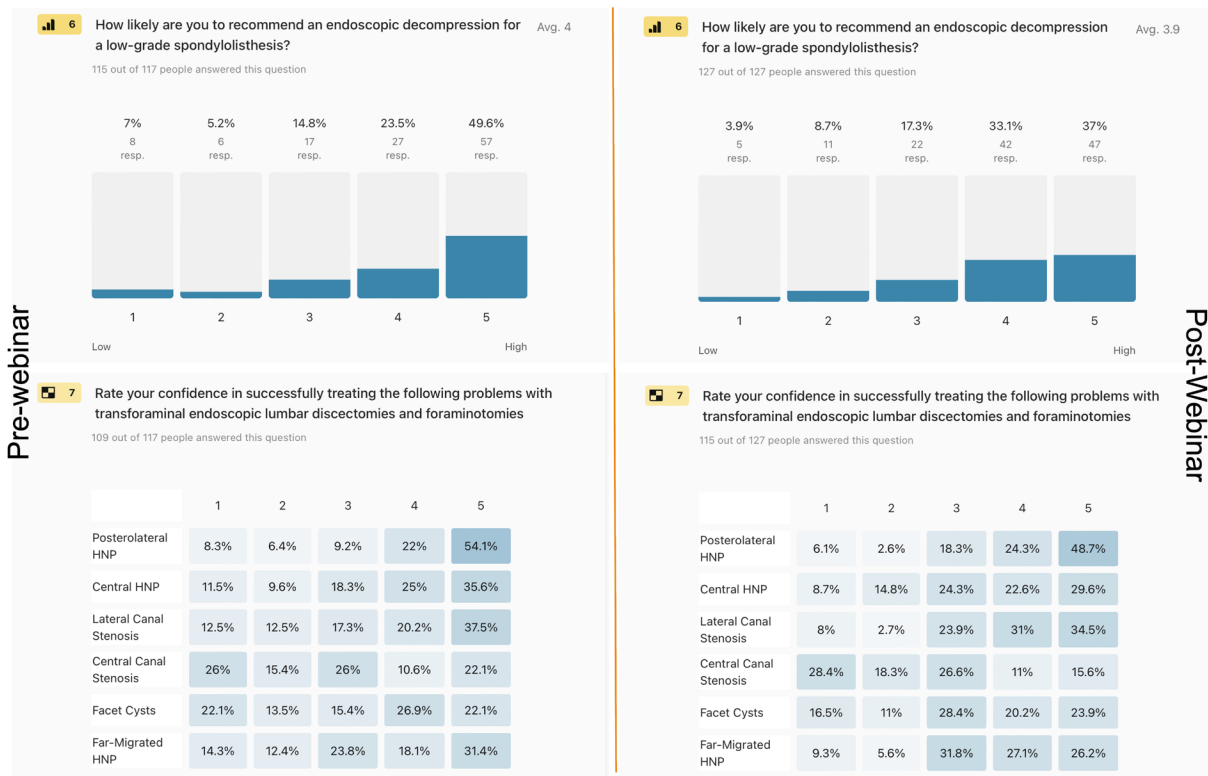 Pre-webinar
6 How likely are you to recommend an endoscopic decompression for Avg. 4
a low-grade spondylolisthesis?
115 out of 117 people answered this question
7% 5.2% 14.8% 23.5% 49.6%
8 6 17 27 57
resp. resp. resp. resp. resp.
1 2 3 4 5
Low High
7 Rate your confidence in successfully treating the following problems with
transforaminal endoscopic lumbar discectomies and foraminotomies
109 out of 117 people answered this question
1 2 3 4 5
Posterolateral
HNP 8.3% 6.4% 9.2% 22% 54.1%
Central HNP 11.5% 9.6% 18.3% 25% 35.6%
Lateral Canal
Stenosis 12.5% 12.5% 17.3% 20.2% 37.5%
Central Canal
Stenosis 26% 15.4% 26% 10.6% 22.1%
Facet Cysts 22.1% 13.5% 15.4% 26.9% 22.1%
Far-Migrated
HNP 14.3% 12.4% 23.8% 18.1% 31.4%
Post-Webinar
6 How likely are you to recommend an endoscopic decompression Avg. 3.9
for a low-grade spondylolisthesis?
127 out of 127 people answered this question
3.9% 8.7% 17.3% 33.1% 37%
5 11 22 42 47
resp. resp. resp. resp. resp.
1 2 3 4 5
Low High
7 Rate your confidence in successfully treating the following problems with
transforaminal endoscopic lumbar discectomies and foraminotomies
115 out of 127 people answered this question
1 2 3 4 5
Posterolateral
HNP 6.1% 2.6% 18.3% 24.3% 48.7%
Central HNP 8.7% 14.8% 24.3% 22.6% 29.6%
Lateral Canal
Stenosis 8% 2.7% 23.9% 31% 34.5%
Central Canal
Stenosis 28.4% 18.3% 26.6% 11% 15.6%
Facet Cysts 16.5% 11% 28.4% 20.2% 23.9%
Far-Migrated
HNP 9.3% 5.6% 31.8% 27.1% 26.2%